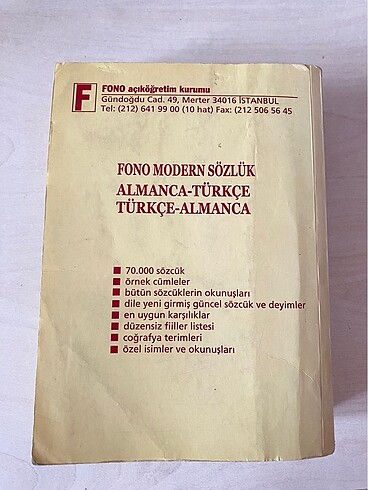 F
FONO açıköğretim kurumu
Gündoğdu Cad. 49, Merter 34016 İSTANBUL
Tel: (212) 641 99 00 (10 hat) Fax: (212 506 56 45
FONO MODERN SÖZLÜK
ALMANCA-TÜRKÇE
TÜRKÇE-ALMANCA
■ 70.000 sözcük
■ örnek cümleler
■ bütün sözcüklerin okunuşları
■ dile yeni girmiş güncel sözcük ve deyimler
■ en uygun karşılıklar
■ düzensiz fiiller listesi
■ coğrafya terimleri
■ özel isimler ve okunuşları